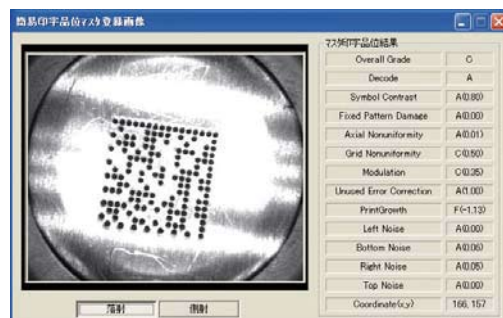 簡易印字品位マスタ登録画像
マスタ印字品位結果
Overall Grade C
Decode A
Symbol Contrast A(0.80)
Fixed Pattern Damage A(0.00)
Axial Nonuniformity A(0.01)
Grid Nonuniformity C(0.50)
Modulation C(0.35)
Unused Error Correction A(1.00)
PrintGrowth F(-1.13)
Left Noise A(0.00)
Bottom Noise A(0.06)
Right Noise A(0.05)
Top Noise A(0.00)
Coordinate(x,y) 166, 157
落射 側射